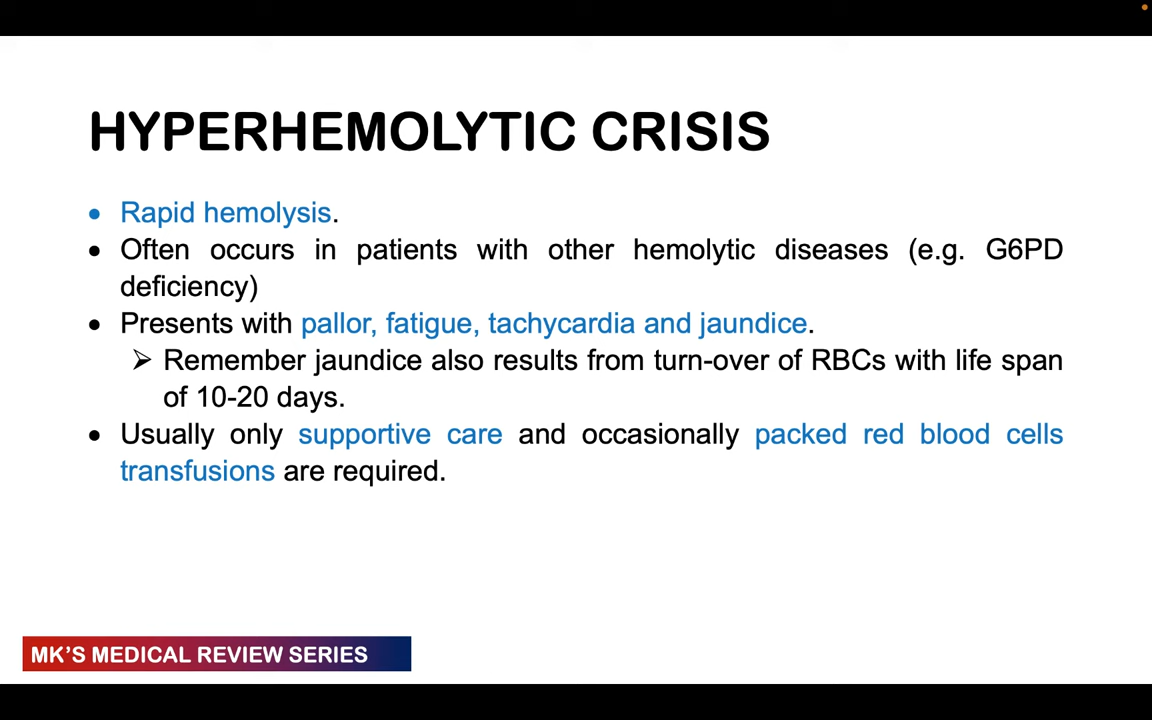 HYPERHEMOLYTIC CRISIS
• Rapid hemolysis.
• Often occurs in patients with other hemolytic diseases (e.g. G6PD
deficiency)
• Presents with pallor, fatigue, tachycardia and jaundice.
➢ Remember jaundice also results from turn-over of RBCs with life span
of 10-20 days.
• Usually only supportive care and occasionally packed red blood cells
transfusions are required.
MK'S MEDICAL REVIEW SERIES